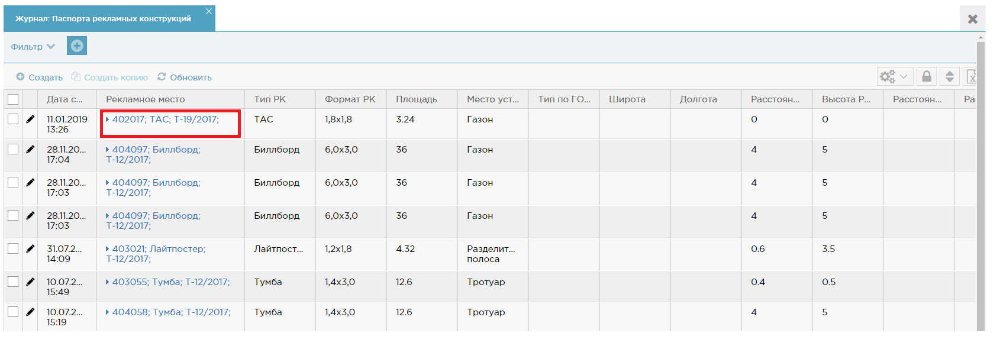 Журнал: Паспорта рекламных конструкций
Фильтр
Создать Создать копию Обновить
Дата с... Рекламное место Тип РК Формат РК Площадь Место уст... Тип по ГО... Широта Долгота Расстоян... Высота Р... Расстоян... Ра
11.01.2019 13:26 402017; ТАС; Т-19/2017; ТАС 1,8x1,8 3.24 Газон 0 0
28.11.20... 17:04 404097; Биллборд; Т-12/2017; Биллборд 6,0x3,0 36 Газон 4 5
28.11.20... 17:03 404097; Биллборд; Т-12/2017; Биллборд 6,0x3,0 36 Газон 4 5
28.11.20... 17:03 404097; Биллборд; Т-12/2017; Биллборд 6,0x3,0 36 Газон 4 5
31.07.2... 14:09 403021; Лайтпостер; Т-12/2017; Лайтпост... 1,2x1,8 4.32 Разделит... полоса 0.6 3.5
10.07.2... 15:49 403055; Тумба; Т-12/2017; Тумба 1,4x3,0 12.6 Тротуар 0.4 0.5
10.07.2... 15:19 404058; Тумба; Т-12/2017; Тумба 1,4x3,0 12.6 Тротуар 4 5